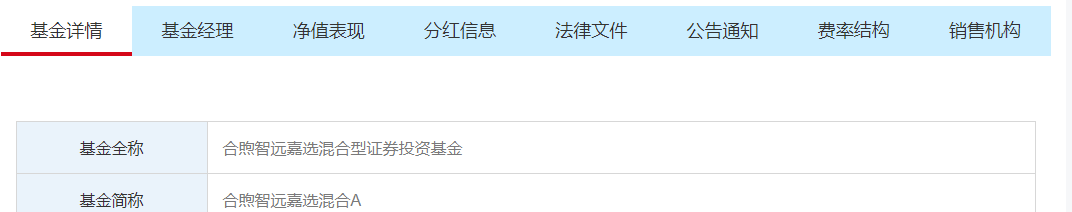 基金详情 基金经理 净值表现 分红信息 法律文件 公告通知 费率结构 销售机构
基金全称 合煦智远嘉选混合型证券投资基金
基金简称 合煦智远嘉选混合A